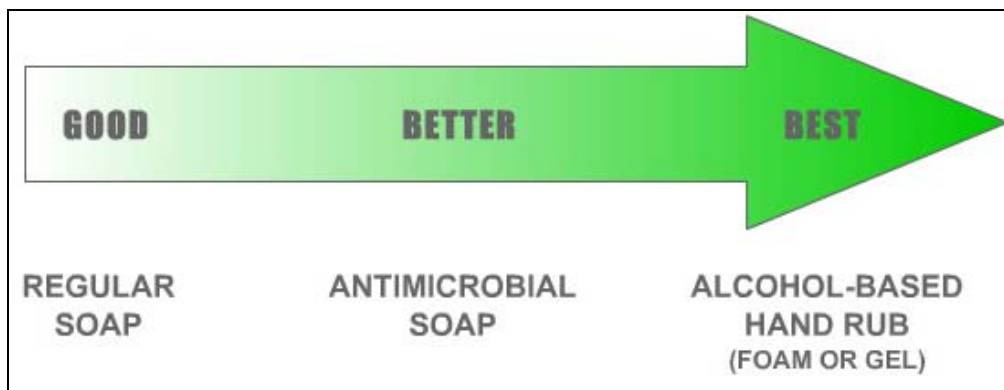 GOOD BETTER BEST
REGULAR SOAP
ANTIMICROBIAL SOAP
ALCOHOL-BASED HAND RUB
(FOAM OR GEL)